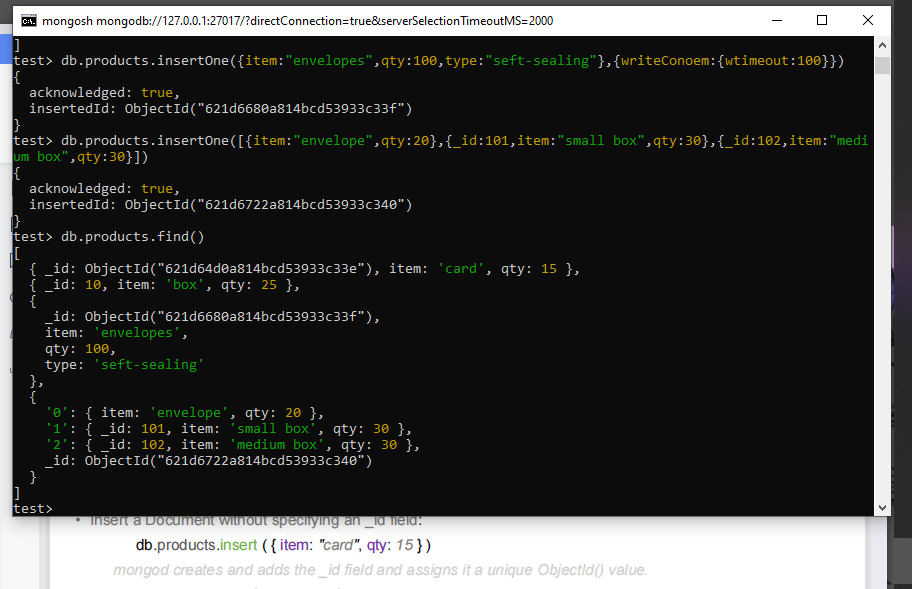 mongosh mongodb://127.0.0.1:27017/?directConnection=true&serverSelectionTimeoutMS=2000
]
test> db.products.insertOne({item:"envelopes",qty:100,type:"seft-sealing"},{writeConoem:{wtimeout:100}})
{
acknowledged: true,
insertedId: ObjectId("621d6680a814bcd53933c33f")
}
test> db.products.insertOne([{item:"envelope",qty:20},{_id:101,item:"small box",qty:30},{_id:102,item:"medi
um box",qty:30}])
{
acknowledged: true,
insertedId: ObjectId("621d6722a814bcd53933c340")
}
test> db.products.find()
[
{ _id: ObjectId("621d64d0a814bcd53933c33e"), item: 'card', qty: 15 },
{ _id: 10, item: 'box', qty: 25 },
{
_id: ObjectId("621d6680a814bcd53933c33f"),
item: 'envelopes',
qty: 100,
type: 'seft-sealing'
},
{
'0': { item: 'envelope', qty: 20 },
'1': { _id: 101, item: 'small box', qty: 30 },
'2': { _id: 102, item: 'medium box', qty: 30 },
_id: ObjectId("621d6722a814bcd53933c340")
}
]
test>
• Insert a Document without specifying an _id field:
db.products.insert ( { item: "card", qty: 15 } )
mongod creates and adds the _id field and assigns it a unique ObjectId() value.